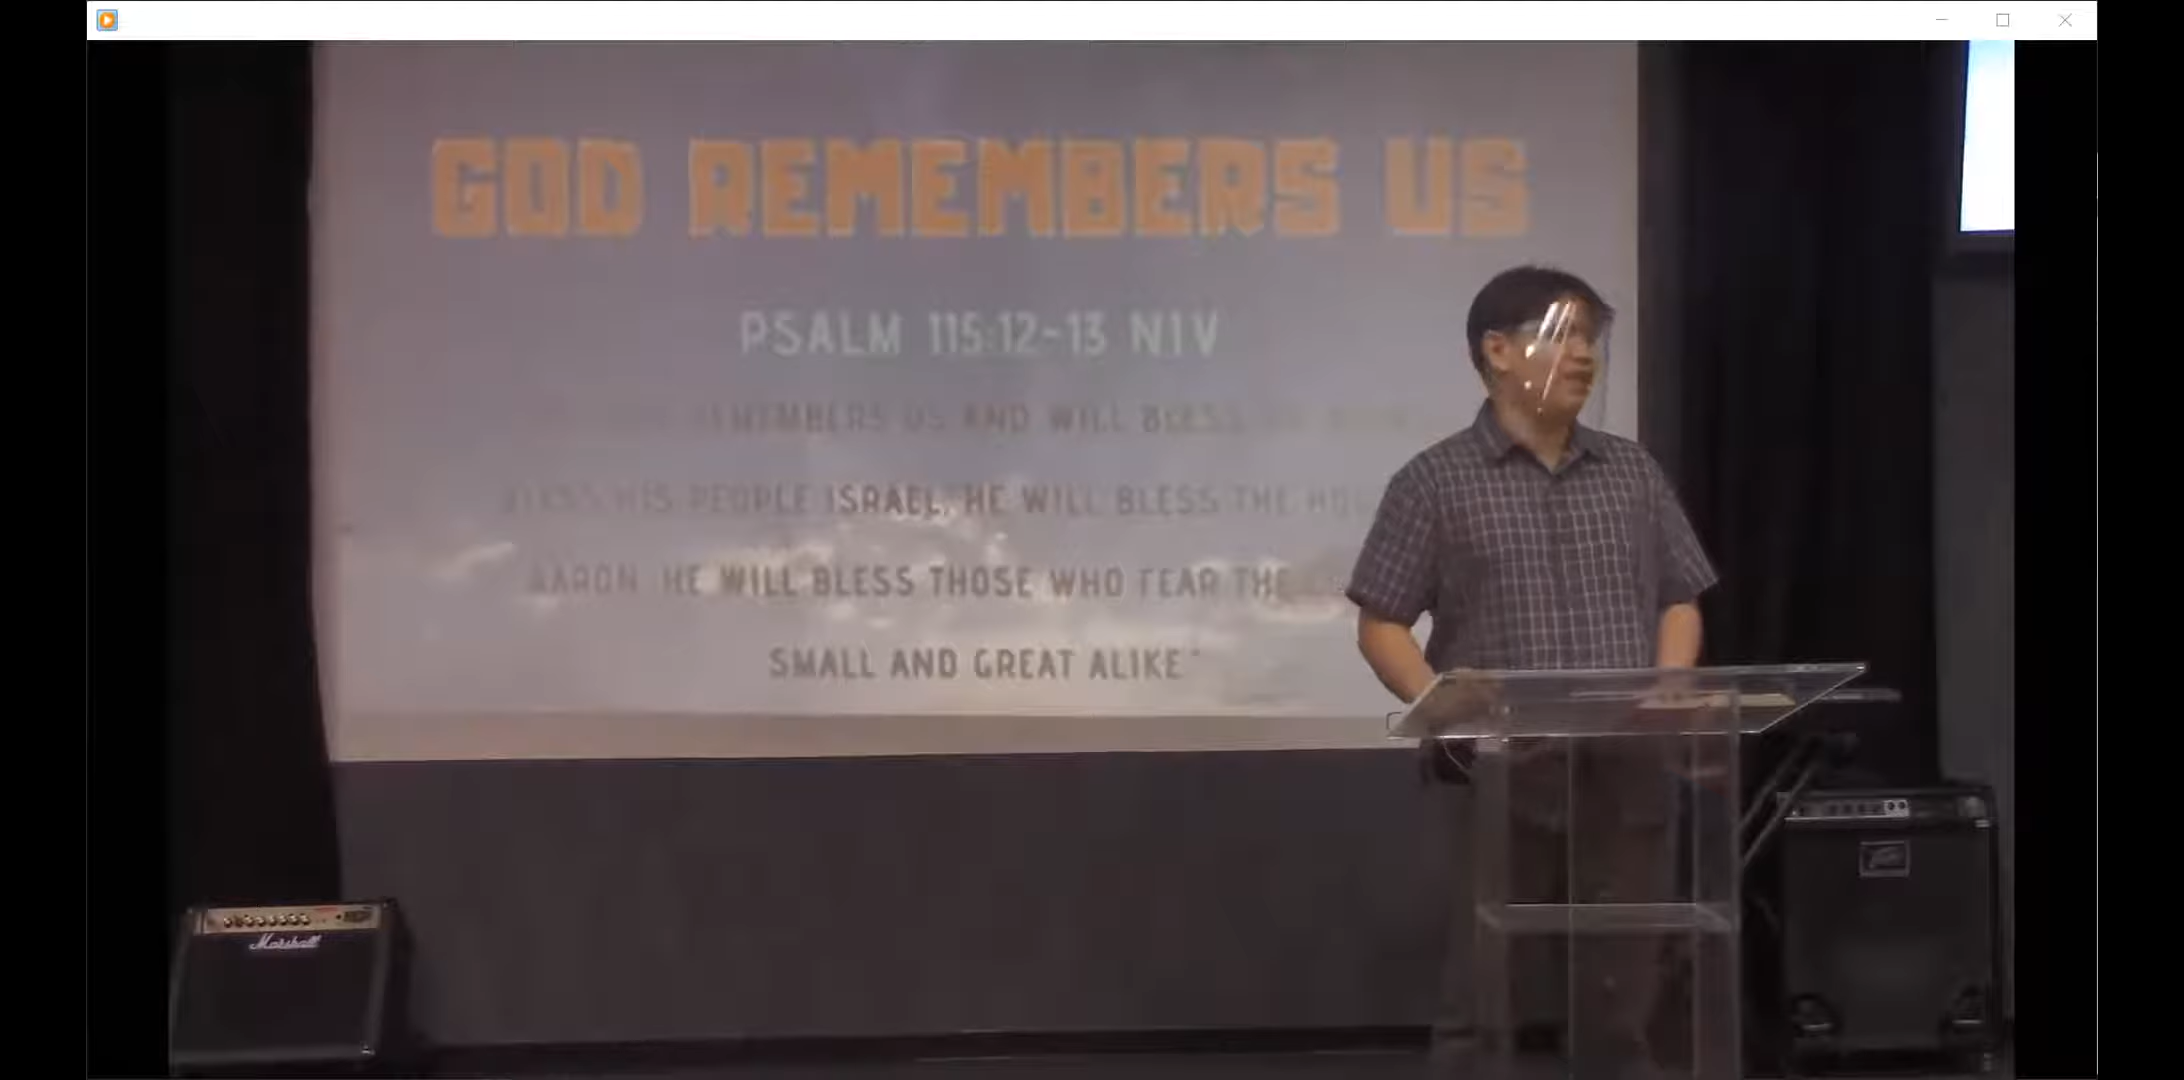 GOD REMEMBERS US
PSALM 115:12-13 NIV
REMEMBERS US AND WILL BLESS
BLESS HIS PEOPLE ISRAEL, HE WILL BLESS THE
AARON, HE WILL BLESS THOSE WHO FEAR THE
SMALL AND GREAT ALIKE"
Marshall